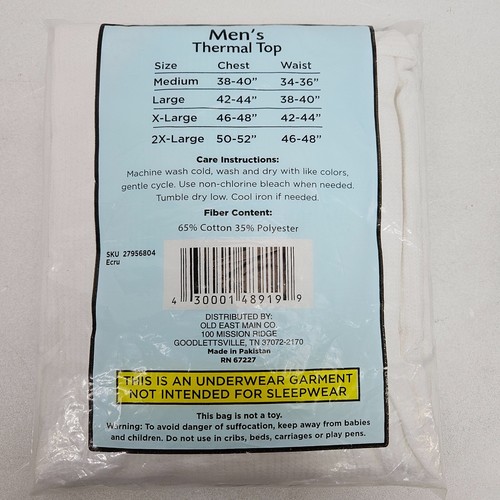 Men's
Thermal Top
Size Chest Waist
Medium 38-40" 34-36"
Large 42-44" 38-40"
X-Large 46-48" 42-44"
2X-Large 50-52" 46-48"
Care Instructions:
Machine wash cold, wash and dry with like colors,
gentle cycle. Use non-chlorine bleach when needed.
Tumble dry low. Cool iron if needed.
Fiber Content:
65% Cotton 35% Polyester
SKU 27956804
Ecru
4 30001 48919 9
DISTRIBUTED BY:
OLD EAST MAIN CO.
100 MISSION RIDGE
GOODLETTSVILLE, TN 37072-2170
Made in Pakistan
RN 67227
THIS IS AN UNDERWEAR GARMENT
NOT INTENDED FOR SLEEPWEAR
This bag is not a toy.
Warning: To avoid danger of suffocation, keep away from babies
and children. Do not use in cribs, beds, carriages or play pens.